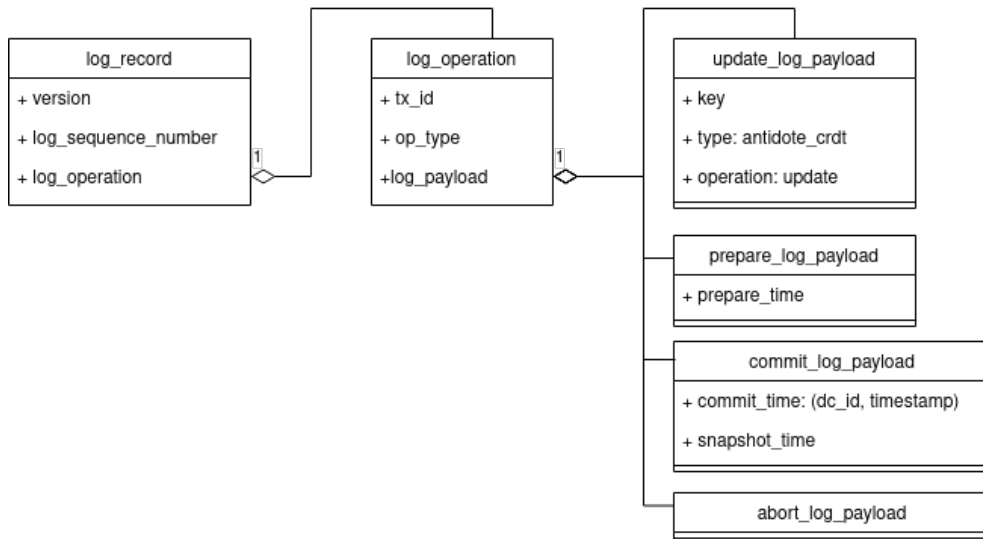 log_record
+ version
+ log_sequence_number
+ log_operation
1
log_operation
+ tx_id
+ op_type
+log_payload
1
update_log_payload
+ key
+ type: antidote_crdt
+ operation: update
prepare_log_payload
+ prepare_time
commit_log_payload
+ commit_time: (dc_id, timestamp)
+ snapshot_time
abort_log_payload